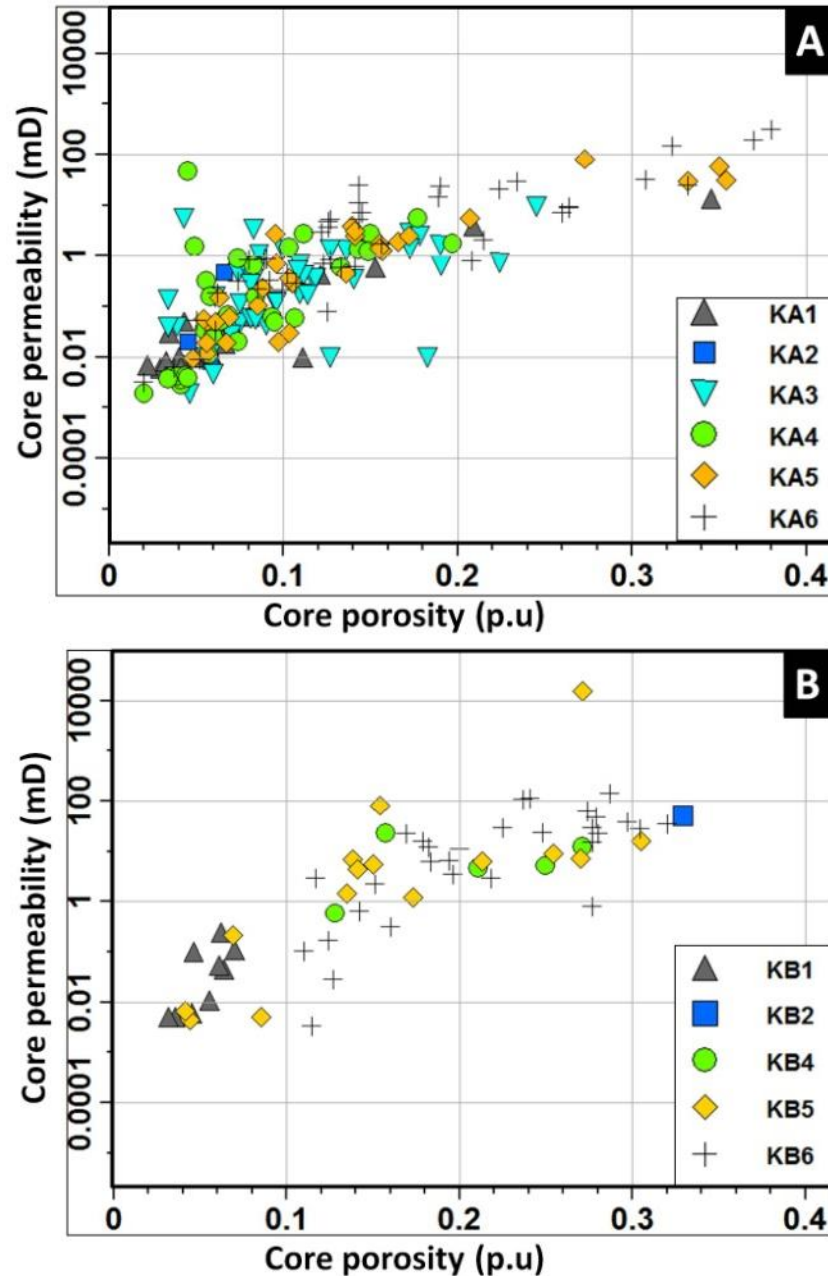 A
Core permeability (mD)
10000
100
1
0.01
0.0001
KA1
KA2
KA3
KA4
KA5
KA6
0 0.1 0.2 0.3 0.4
Core porosity (p.u)
B
Core permeability (mD)
10000
100
1
0.01
0.0001
KB1
KB2
KB4
KB5
KB6
0 0.1 0.2 0.3 0.4
Core porosity (p.u)